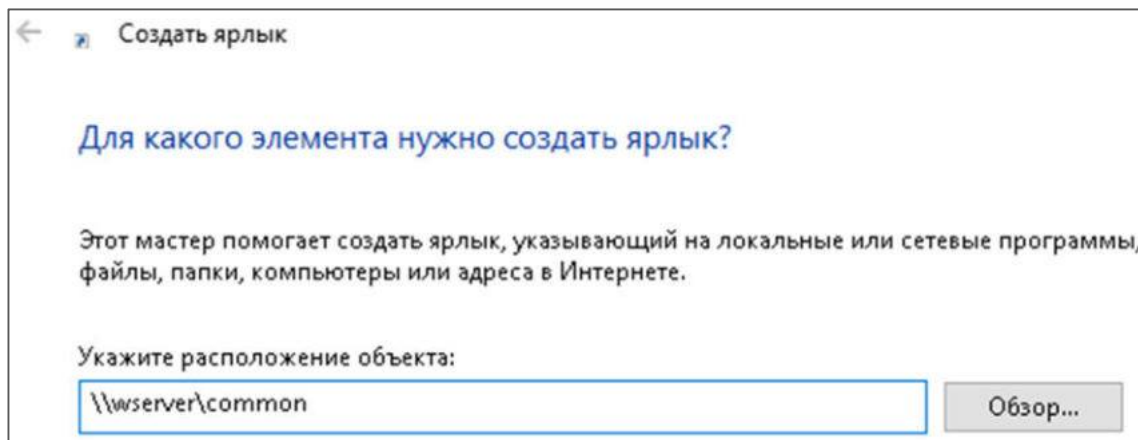 Создать ярлык
Для какого элемента нужно создать ярлык?
Этот мастер помогает создать ярлык, указывающий на локальные или сетевые программы,
файлы, папки, компьютеры или адреса в Интернете.
Укажите расположение объекта:
\\wserver\common
Обзор...